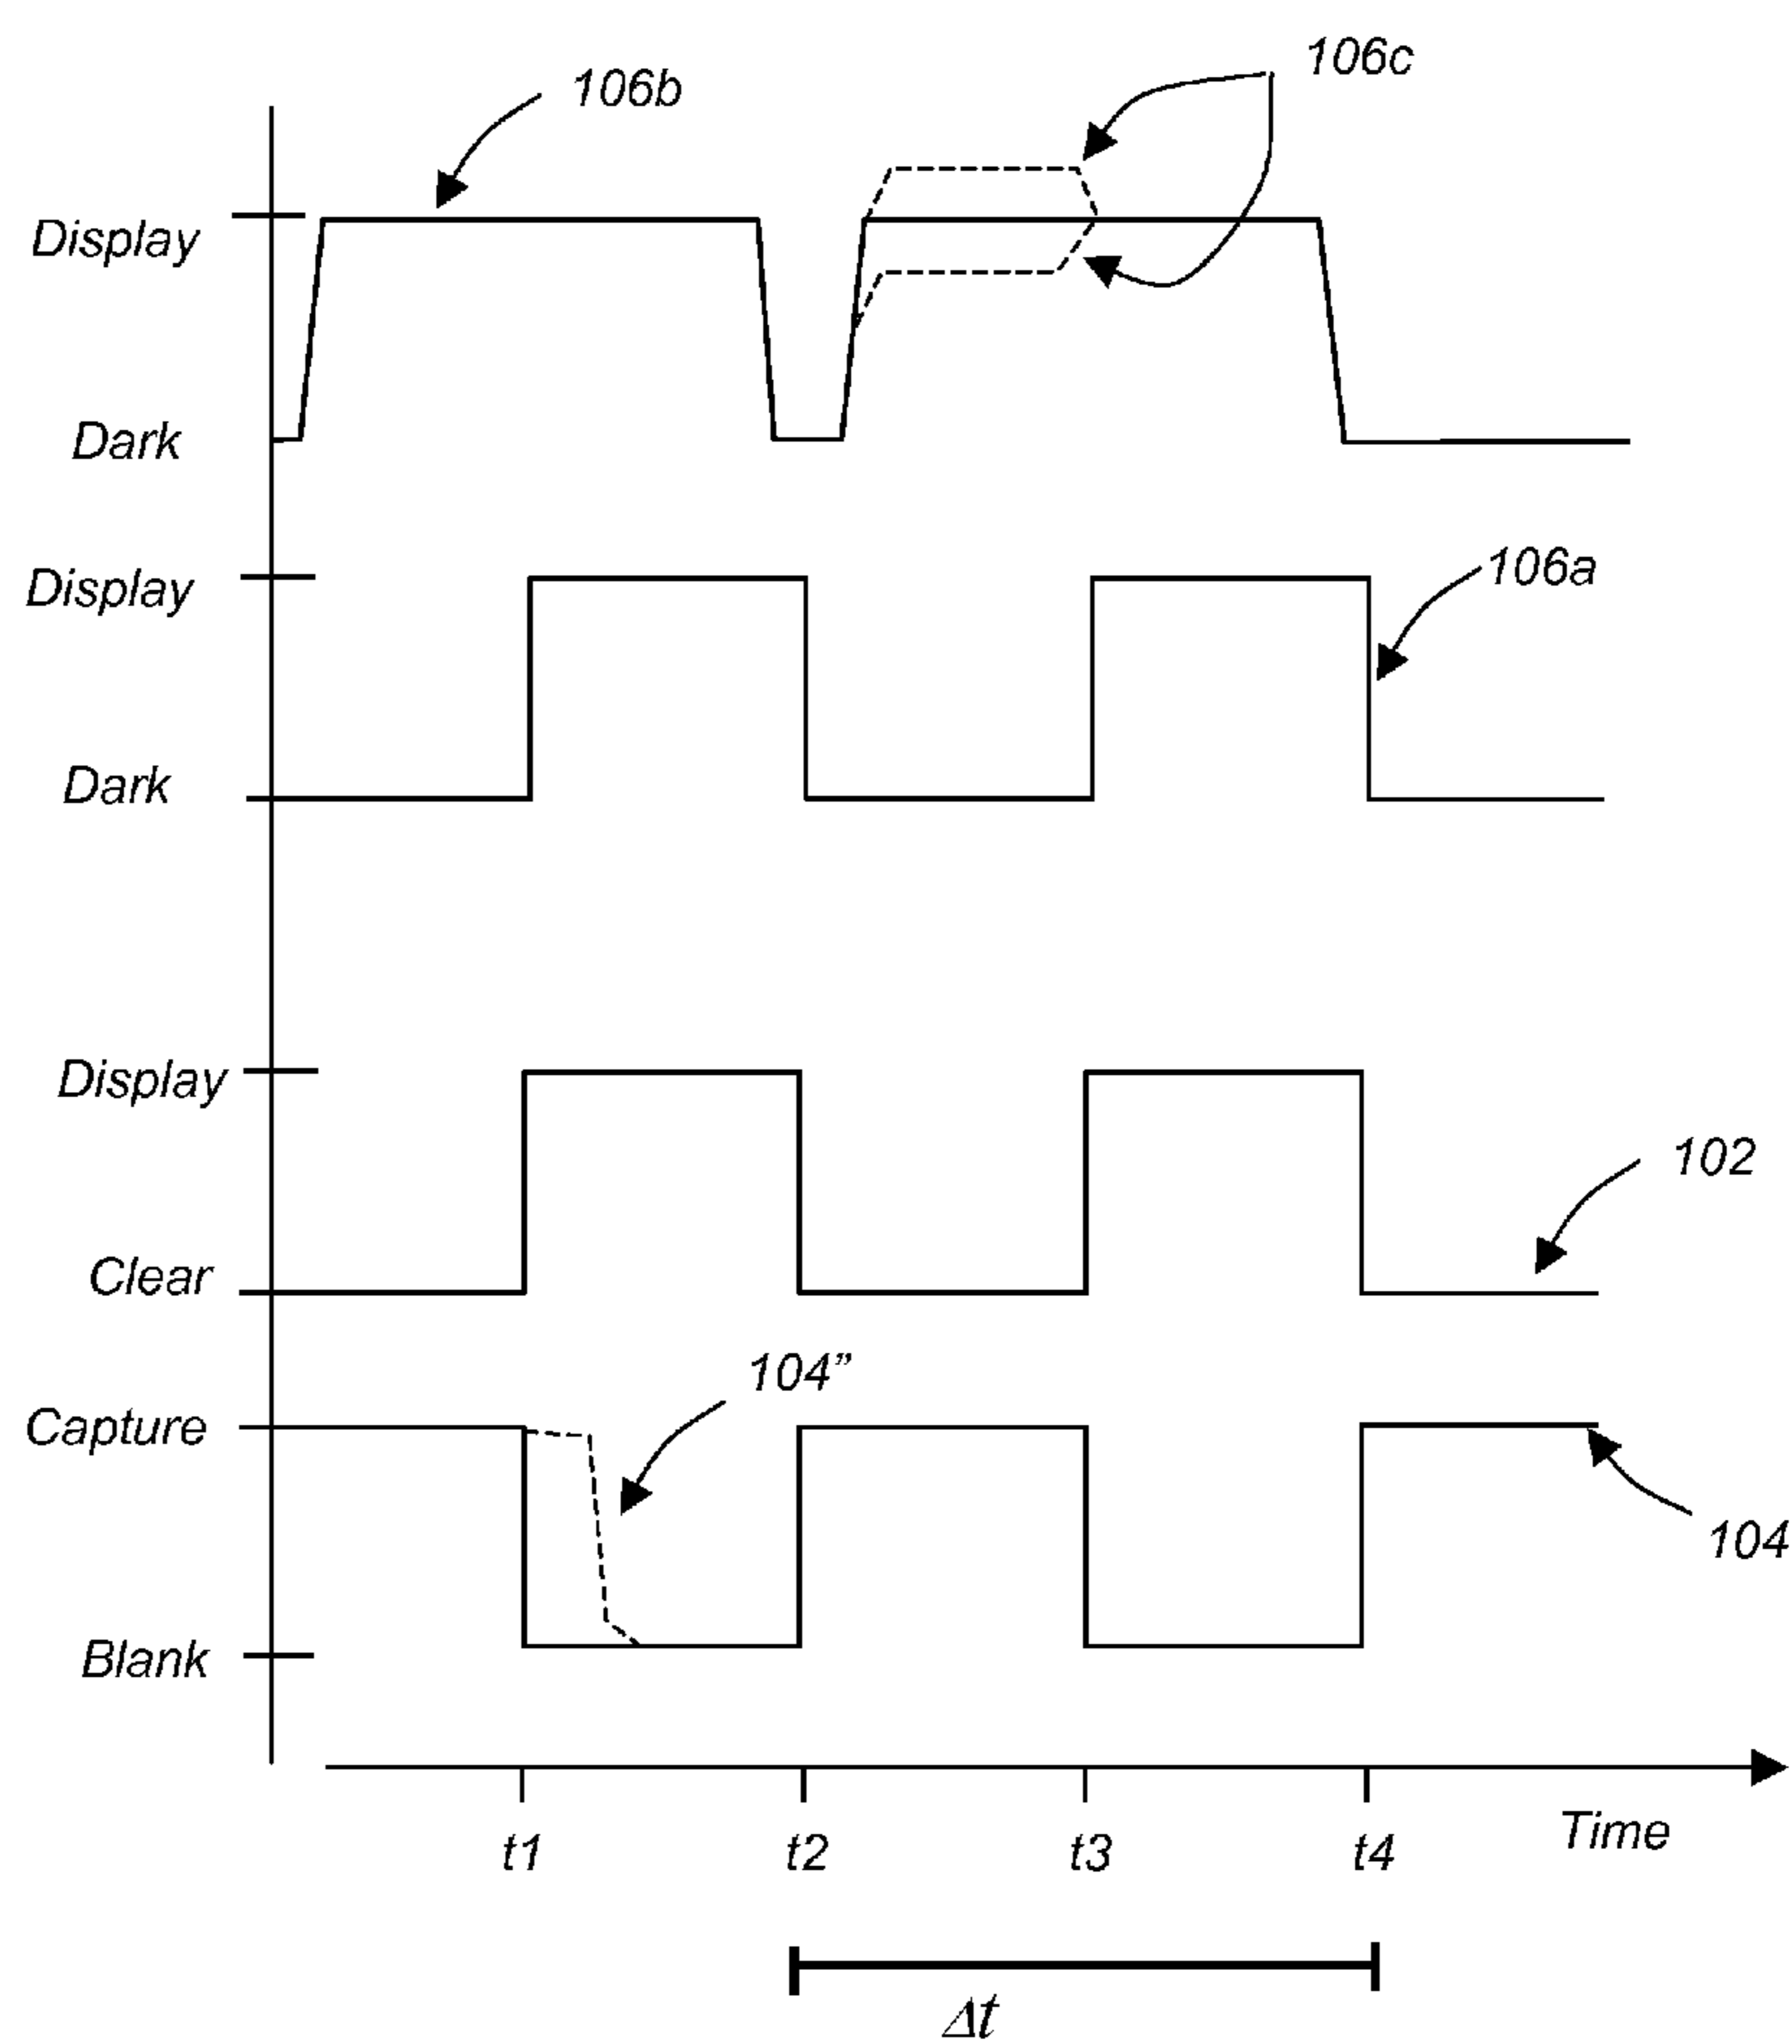 106c
106b
Display
Dark
Display
106a
Dark
Display
102
Clear
104”
Capture
104
Blank
Time
t1 t2 t3 t4
Δt